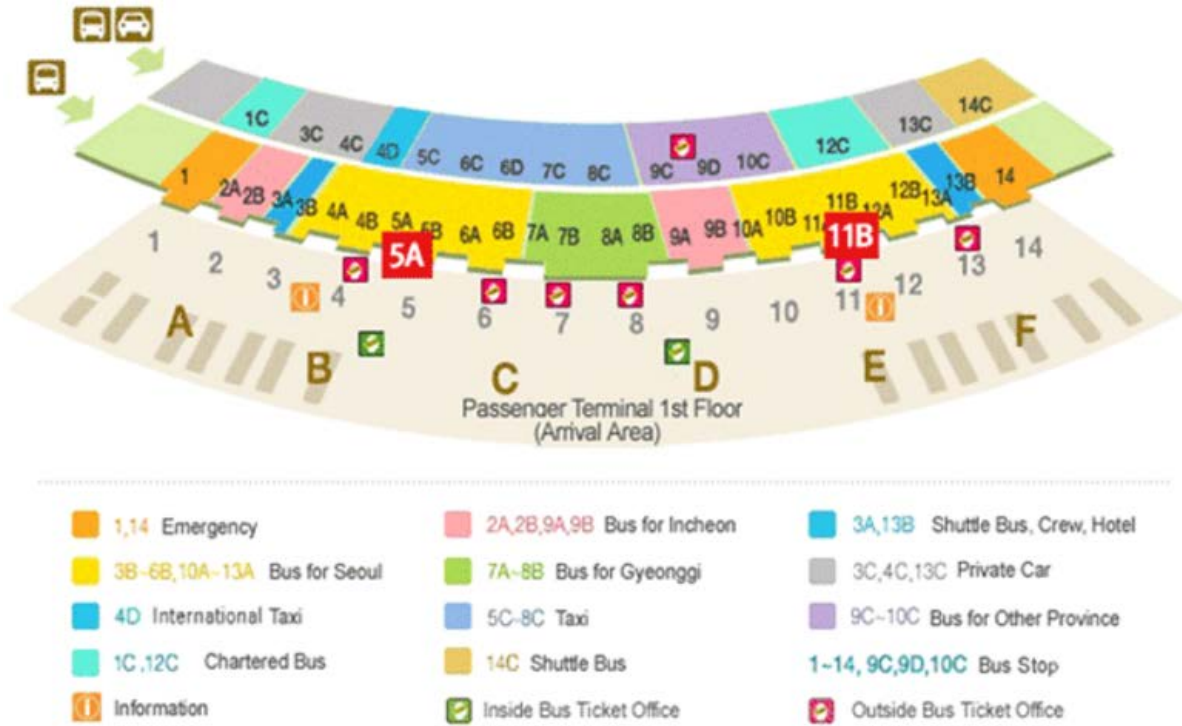 1C
3C
4C
4D
5C
6C
6D
7C
8C
9C
9D
10C
12C
13C
14C
1
2A
2B
3A
3B
4A
4B
5A
6A
6B
7A
7B
8A
8B
9A
9B
10A
10B
11B
12A
12B
13A
13B
14
5A
11B
1
2
3
4
5
6
7
8
9
10
11
12
13
14
A
B
C
D
E
F
Passenger Terminal 1st Floor
(Arrival Area)
1,14 Emergency
2A,2B,9A,9B Bus for Incheon
3A,13B Shuttle Bus, Crew, Hotel
3B~6B,10A~13A Bus for Seoul
7A~8B Bus for Gyeonggi
3C,4C,13C Private Car
4D International Taxi
5C~8C Taxi
9C~10C Bus for Other Province
1C,12C Chartered Bus
14C Shuttle Bus
1~14, 9C,9D,10C Bus Stop
Information
Inside Bus Ticket Office
Outside Bus Ticket Office